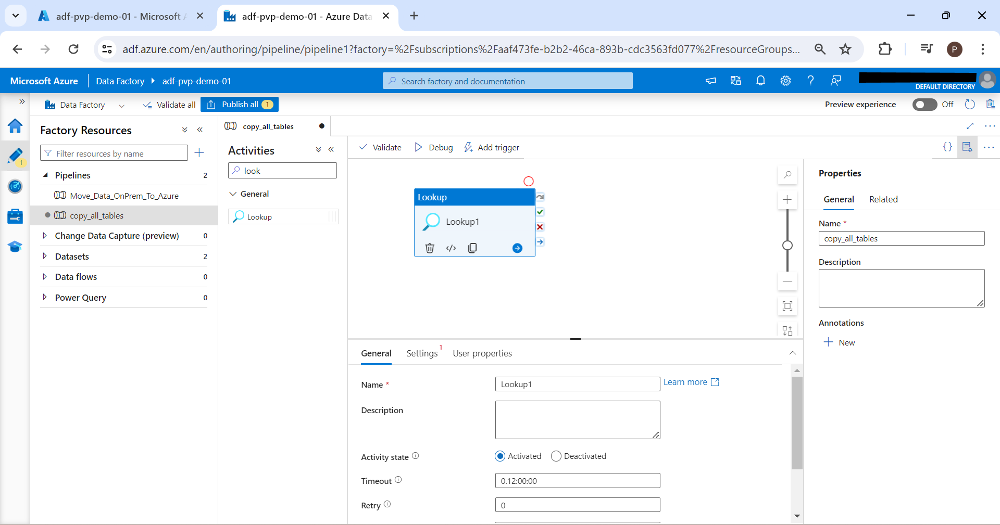 adf-pvp-demo-01 - Microsoft
adf-pvp-demo-01 - Azure Data
adf.azure.com/en/authoring/pipeline/pipeline1?factory=%2Fsubscriptions%2Faaf473fe-b2b2-46ca-893b-cdc3563fd077%2FresourceGroups...
P
Microsoft Azure
Data Factory
adf-pvp-demo-01
Search factory and documentation
DEFAULT DIRECTORY
Data Factory
Validate all
Publish all
1
Preview experience
Off
1
Factory Resources
Filter resources by name
Pipelines
2
Move_Data_OnPrem_To_Azure
copy_all_tables
Change Data Capture (preview)
0
Datasets
2
Data flows
0
Power Query
0
copy_all_tables
Activities
look
General
Lookup
Validate
Debug
Add trigger
{}
Lookup
Lookup1
General
Settings
1
User properties
Name *
Lookup1
Learn more
Description
Activity state
Activated
Deactivated
Timeout
0.12:00:00
Retry
0
Properties
General
Related
Name *
copy_all_tables
Description
Annotations
New